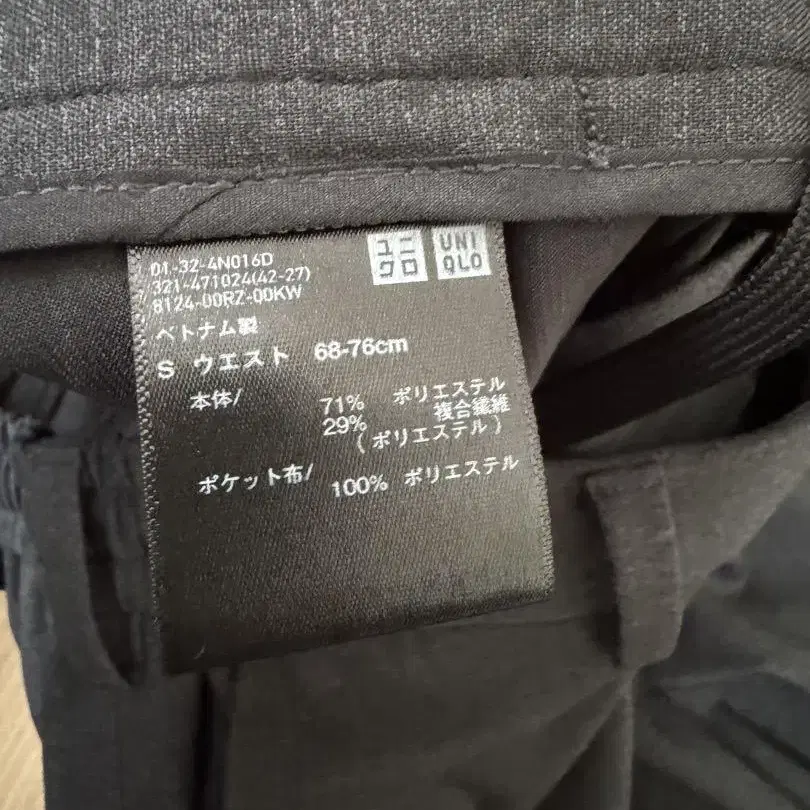 01-32-4N016D
321-471024(42-27)
8124-00RZ-00KW
ユニクロ
UNIQLO
ベトナム製
S ウエスト 68-76cm
本体/ 71% ポリエステル
29% 複合繊維
(ポリエステル)
ポケット布/ 100% ポリエステル